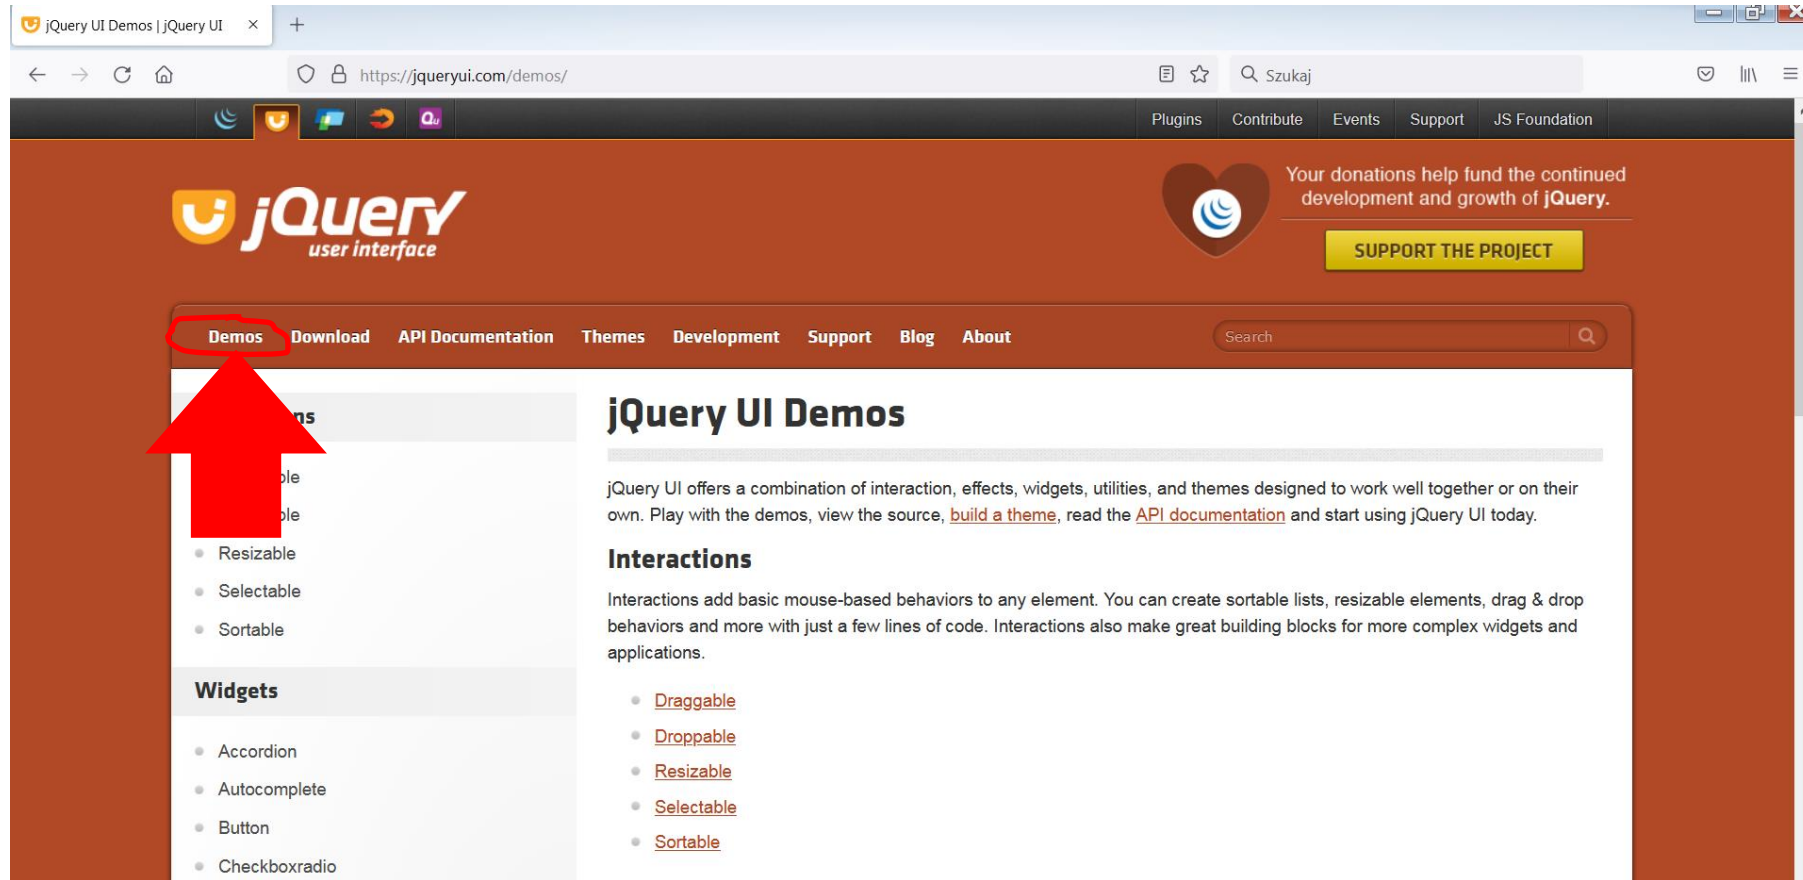 jQuery UI Demos | jQuery UI
https://jqueryui.com/demos/
Szukaj
Qu
Plugins Contribute Events Support JS Foundation
jQuery
user interface
Your donations help fund the continued
development and growth of jQuery.
SUPPORT THE PROJECT
Demos Download API Documentation Themes Development Support Blog About
Search
Resizable
Selectable
Sortable
Widgets
Accordion
Autocomplete
Button
Checkboxradio
jQuery UI Demos
jQuery UI offers a combination of interaction, effects, widgets, utilities, and themes designed to work well together or on their
own. Play with the demos, view the source, build a theme, read the API documentation and start using jQuery UI today.
Interactions
Interactions add basic mouse-based behaviors to any element. You can create sortable lists, resizable elements, drag & drop
behaviors and more with just a few lines of code. Interactions also make great building blocks for more complex widgets and
applications.
Draggable
Droppable
Resizable
Selectable
Sortable